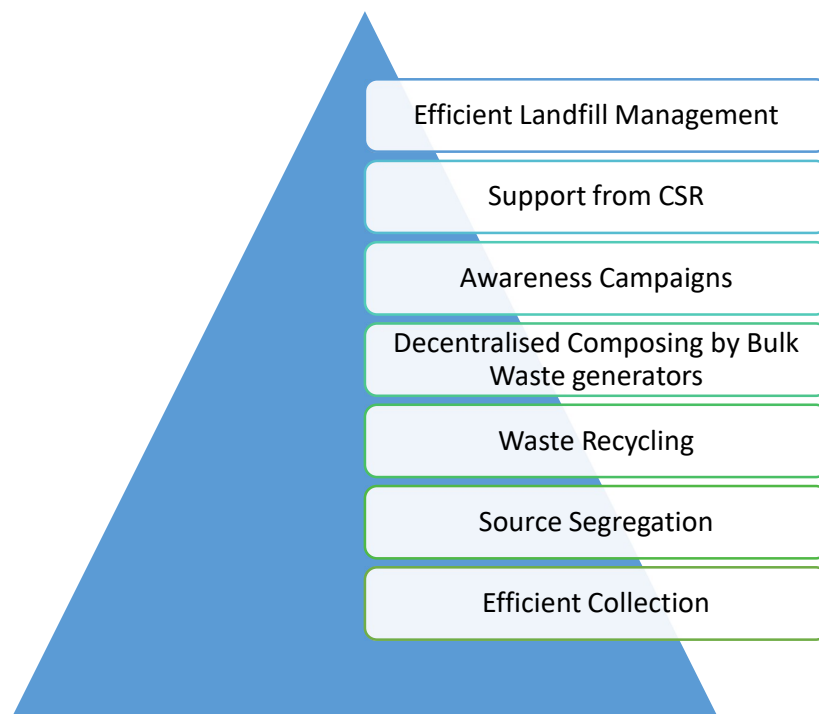 Efficient Landfill Management
Support from CSR
Awareness Campaigns
Decentralised Composing by Bulk
Waste generators
Waste Recycling
Source Segregation
Efficient Collection